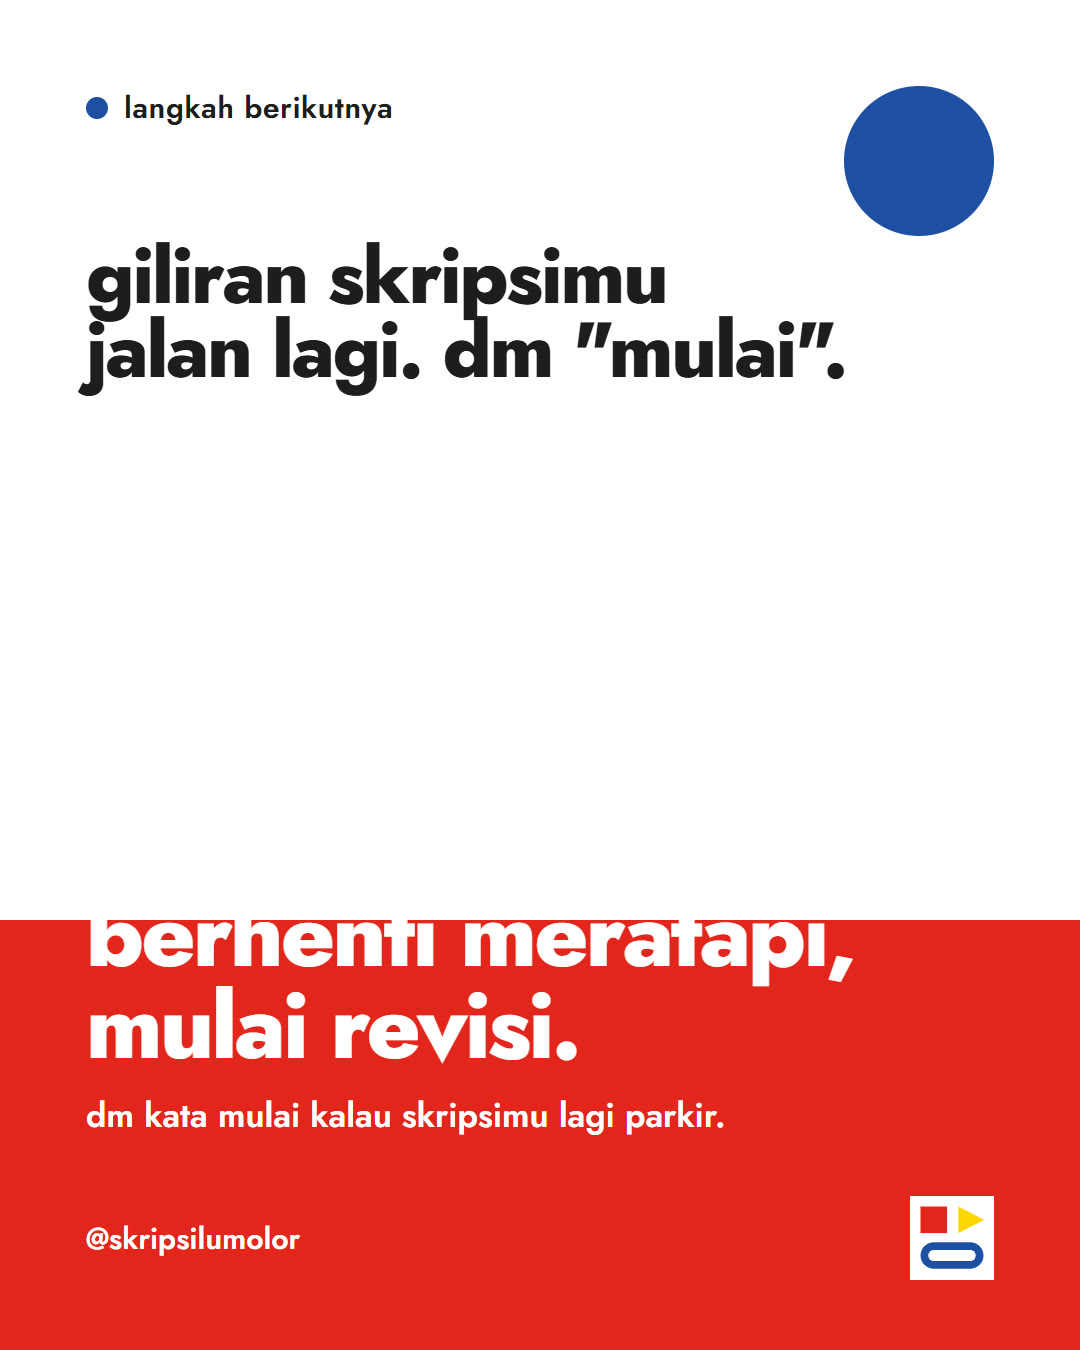 langkah berikutnya
giliran skripsimu
jalan lagi. dm "mulai".
berhenti meratapi,
mulai revisi.
dm kata mulai kalau skripsimu lagi parkir.
@skripsilumolor